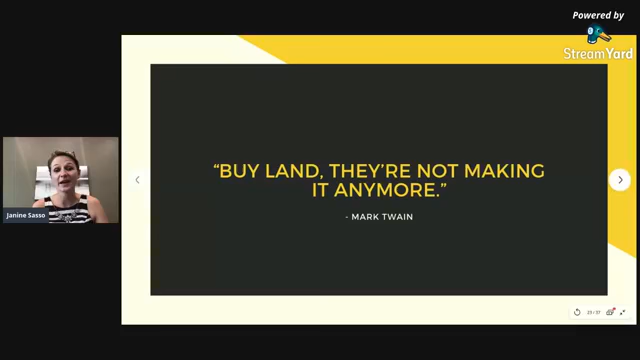 Powered by
StreamYard
“BUY LAND, THEY’RE NOT MAKING
IT ANYMORE.”
- MARK TWAIN
Janine Sasso
23 / 37